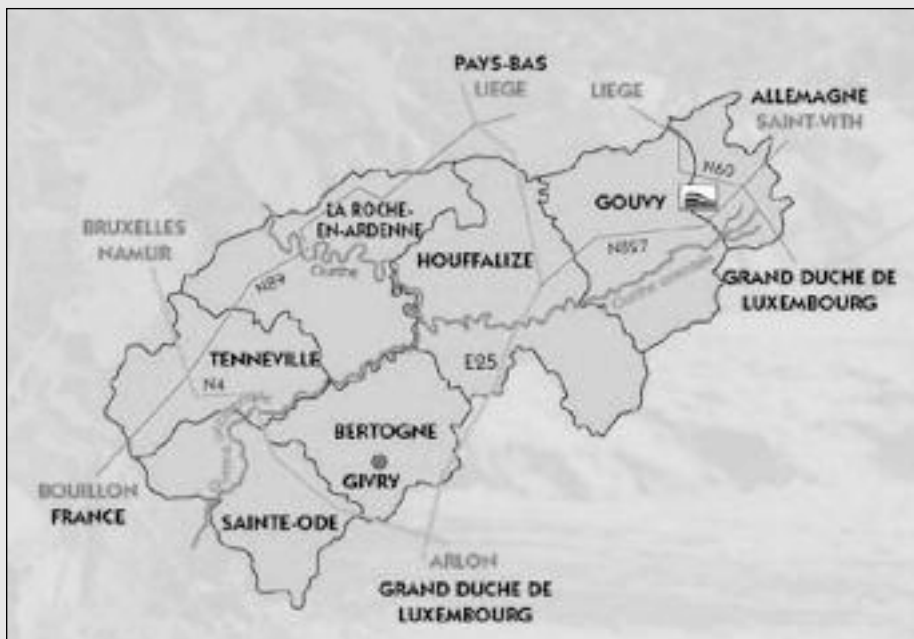 PAYS-BAS
LIEGE
LIEGE
ALLEMAGNE
SAINT-VITH
N60
GOUVY
LA ROCHE-
EN-ARDENNE
BRUXELLES
NAMUR
HOUFFALIZE
N827
Ourthe
N89
GRAND DUCHE DE
LUXEMBOURG
TENNEVILLE
E25
N4
BERTOGNE
GIVRY
BOUILLON
FRANCE
SAINTE-ODE
ARLON
GRAND DUCHE DE
LUXEMBOURG